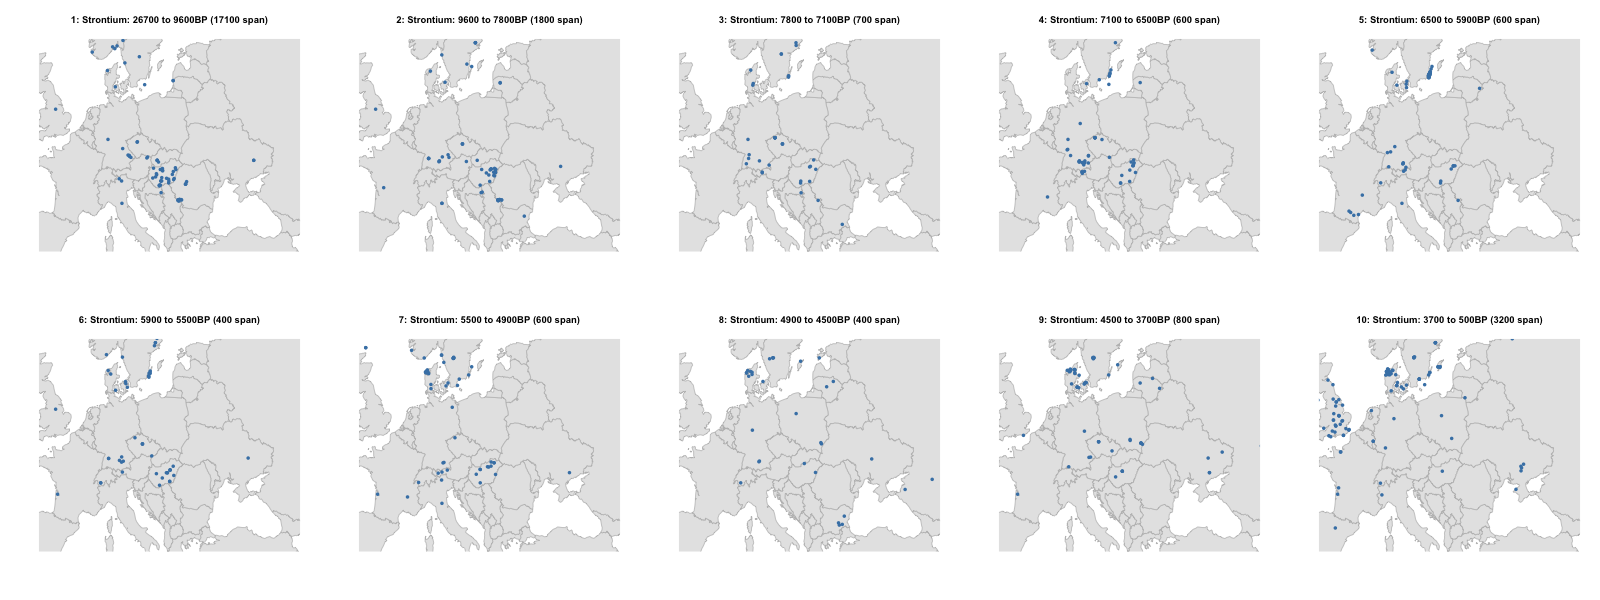 1: Strontium: 26700 to 9600BP (17100 span)
2: Strontium: 9600 to 7800BP (1800 span)
3: Strontium: 7800 to 7100BP (700 span)
4: Strontium: 7100 to 6500BP (600 span)
5: Strontium: 6500 to 5900BP (600 span)
6: Strontium: 5900 to 5500BP (400 span)
7: Strontium: 5500 to 4900BP (600 span)
8: Strontium: 4900 to 4500BP (400 span)
9: Strontium: 4500 to 3700BP (800 span)
10: Strontium: 3700 to 500BP (3200 span)